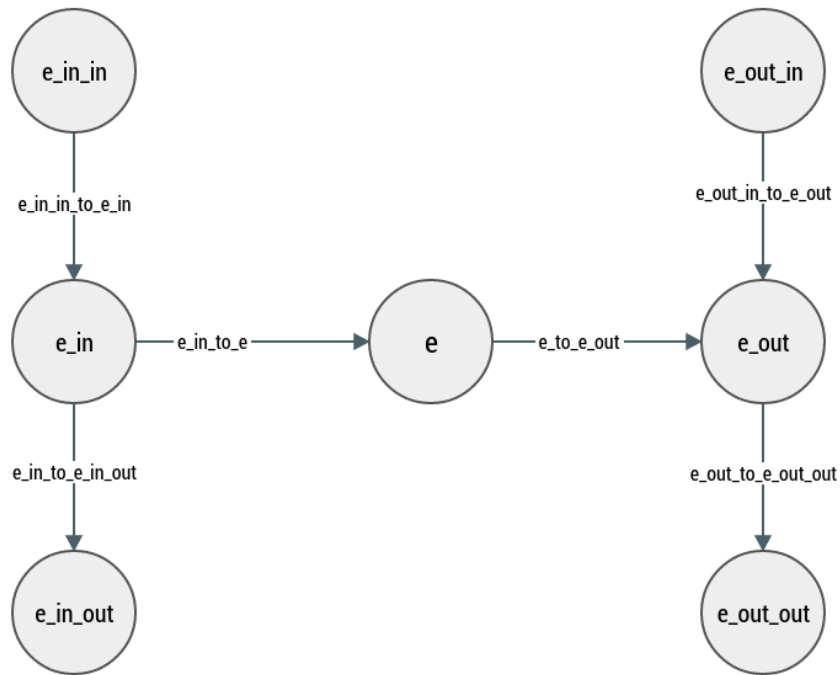 e_in_in
e_out_in
e_in_in_to_e_in
e_out_in_to_e_out
e_in
e_in_to_e
e
e_to_e_out
e_out
e_in_to_e_in_out
e_out_to_e_out_out
e_in_out
e_out_out